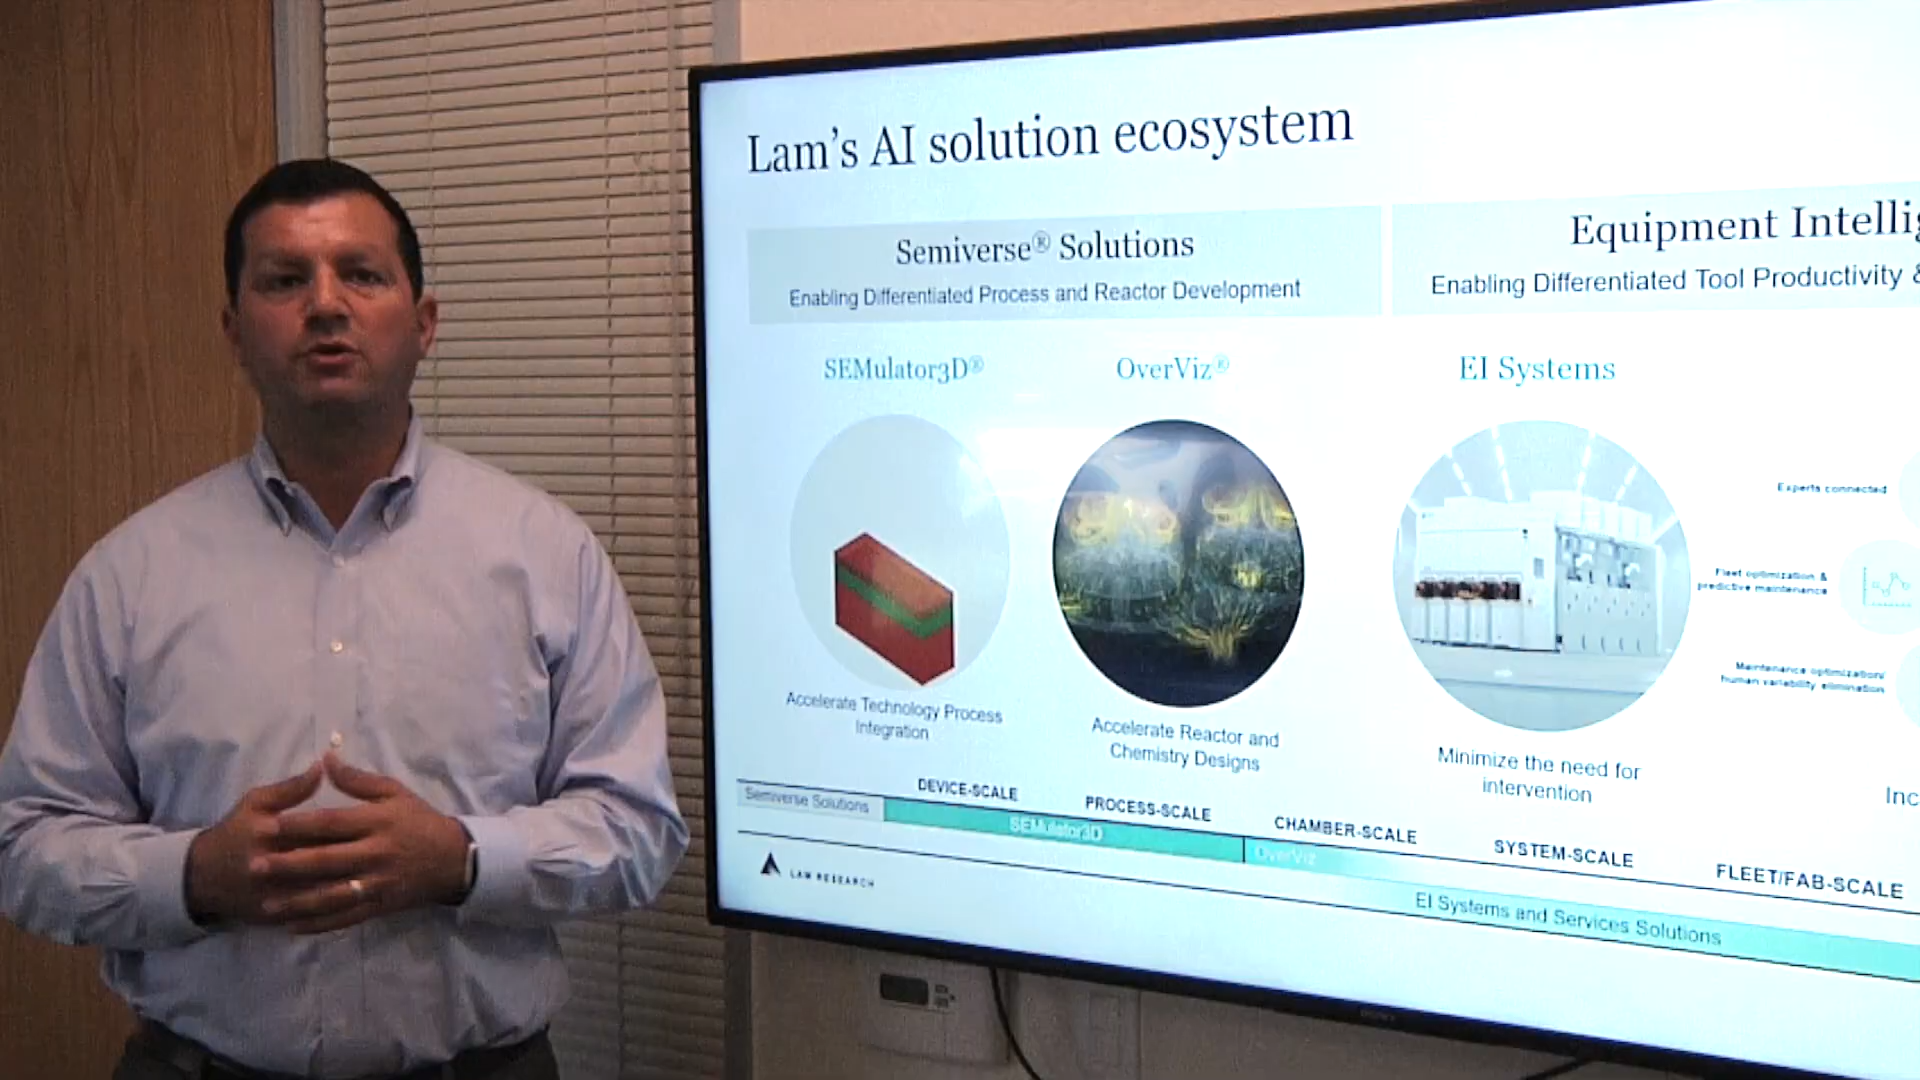 Lam's AI solution ecosystem
Semiverse® Solutions
Enabling Differentiated Process and Reactor Development
Equipment Intellig
Enabling Differentiated Tool Productivity &
SEMulator3D®
OverViz®
EI Systems
Experts connected
Fleet optimization &
predictive maintenance
Maintenance optimization/
human variability elimination
Accelerate Technology Process
Integration
Accelerate Reactor and
Chemistry Designs
Minimize the need for
intervention
Inc
DEVICE-SCALE
PROCESS-SCALE
CHAMBER-SCALE
SYSTEM-SCALE
FLEET/FAB-SCALE
Semiverse Solutions
SEMulator3D
OverViz
EI Systems and Services Solutions
LAM RESEARCH
SONY